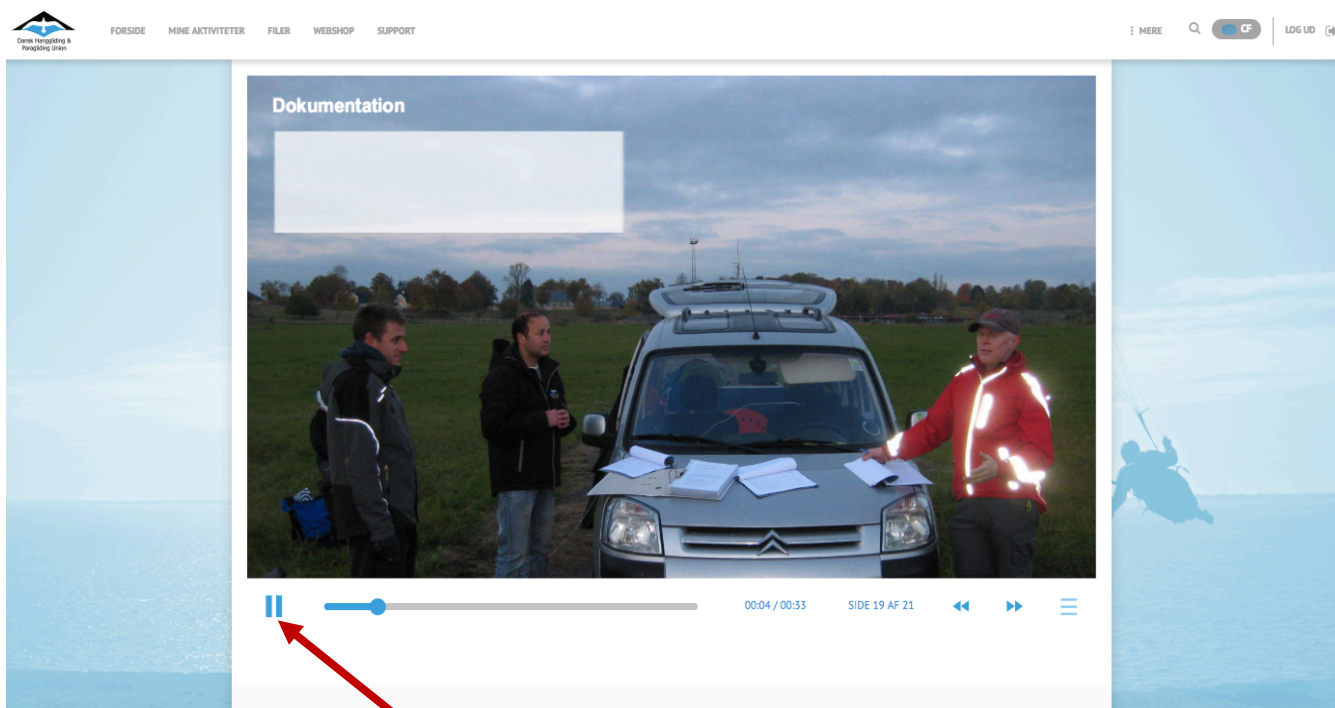 Dansk Hanggliding &
Paragliding Union
FORSIDE MINE AKTIVITETER FILER WEBSHOP SUPPORT
MERE CF LOG UD
Dokumentation
00:04 / 00:33 SIDE 19 AF 21